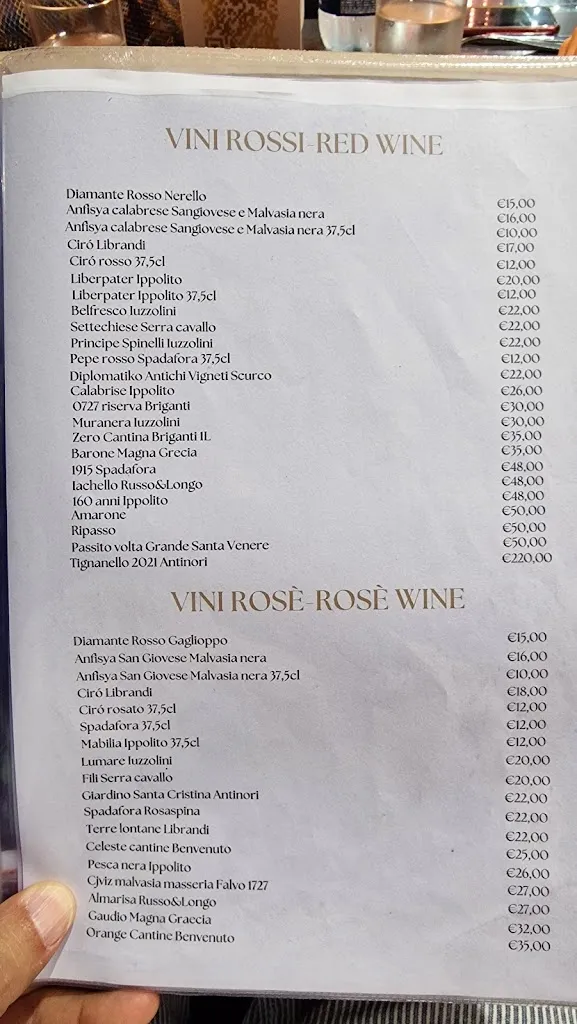 VINI ROSSI-RED WINE
Diamante Rosso Nerello €15,00
Anfisya calabrese Sangiovese e Malvasia nera €16,00
Anfisya calabrese Sangiovese e Malvasia nera 37,5cl €10,00
Ciró Librandi €17,00
Ciró rosso 37,5cl €12,00
Liberpater Ippolito €20,00
Liberpater Ippolito 37,5cl €12,00
Belfresco Iuzzolini €22,00
Settechiese Serra cavallo €22,00
Principe Spinelli Iuzzolini €22,00
Pepe rosso Spadafora 37,5cl €12,00
Diplomatiko Antichi Vigneti Scurco €22,00
Calabrise Ippolito €26,00
0727 riserva Briganti €30,00
Muranera Iuzzolini €30,00
Zero Cantina Briganti 1L €35,00
Barone Magna Grecia €35,00
1915 Spadafora €48,00
Iachello Russo&Longo €48,00
160 anni Ippolito €48,00
Amarone €50,00
Ripasso €50,00
Passito volta Grande Santa Venere €50,00
Tignanello 2021 Antinori €220,00
VINI ROSÈ-ROSÈ WINE
Diamante Rosso Gaglioppo €15,00
Anfisya San Giovese Malvasia nera €16,00
Anfisya San Giovese Malvasia nera 37,5cl €10,00
Ciró Librandi €18,00
Ciró rosato 37,5cl €12,00
Spadafora 37,5cl €12,00
Mabilia Ippolito 37,5cl €12,00
Lumare Iuzzolini €20,00
Fili Serra cavallo €20,00
Giardino Santa Cristina Antinori €22,00
Spadafora Rosaspina €22,00
Terre lontane Librandi €22,00
Celeste cantine Benvenuto €25,00
Pesca nera Ippolito €26,00
Cjviz malvasia masseria Falvo 1727 €27,00
Almarisa Russo&Longo €27,00
Gaudio Magna Graecia €32,00
Orange Cantine Benvenuto €35,00